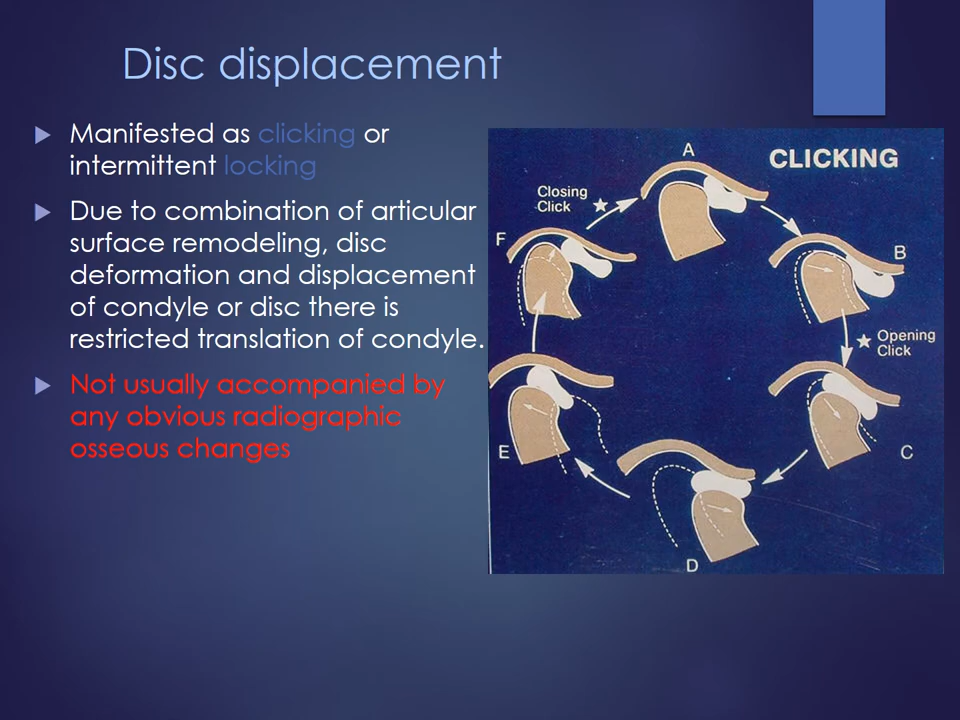 Disc displacement
Manifested as clicking or
intermittent locking
Due to combination of articular
surface remodeling, disc
deformation and displacement
of condyle or disc there is
restricted translation of condyle.
Not usually accompanied by
any obvious radiographic
osseous changes
CLICKING
A
Closing
Click
F
B
Opening
Click
E
C
D